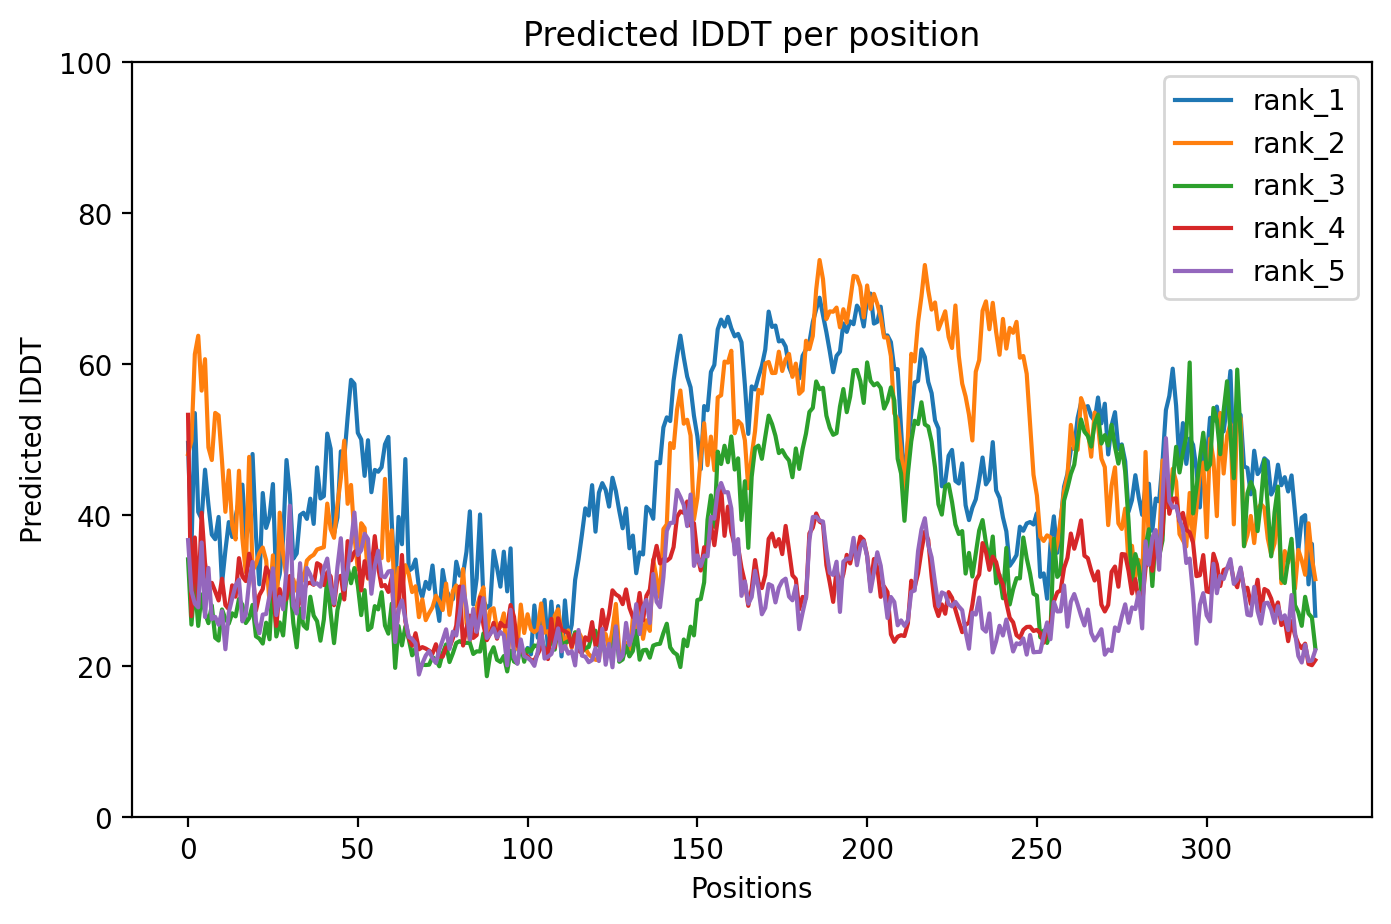 Predicted lDDT per position
100
80
60
40
20
0
Predicted lDDT
0 50 100 150 200 250 300
Positions
rank_1
rank_2
rank_3
rank_4
rank_5